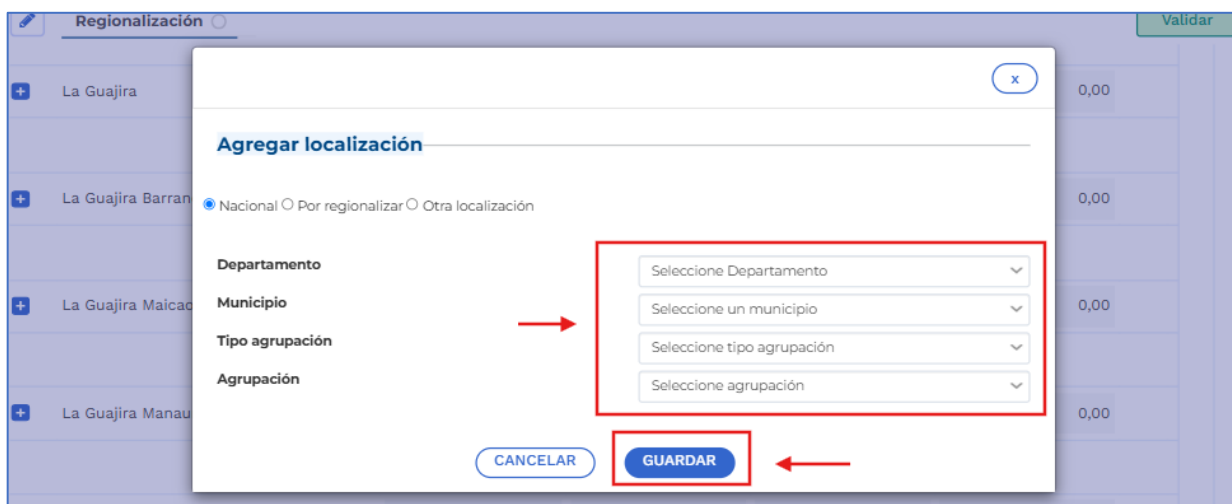 Regionalización
Validar
x
La Guajira
0,00
Agregar localización
La Guajira Barran
0,00
Nacional Por regionalizar Otra localización
Departamento
Seleccione Departamento
Municipio
Seleccione un municipio
La Guajira Maicao
0,00
Tipo agrupación
Seleccione tipo agrupación
Agrupación
Seleccione agrupación
La Guajira Manau
0,00
CANCELAR
GUARDAR